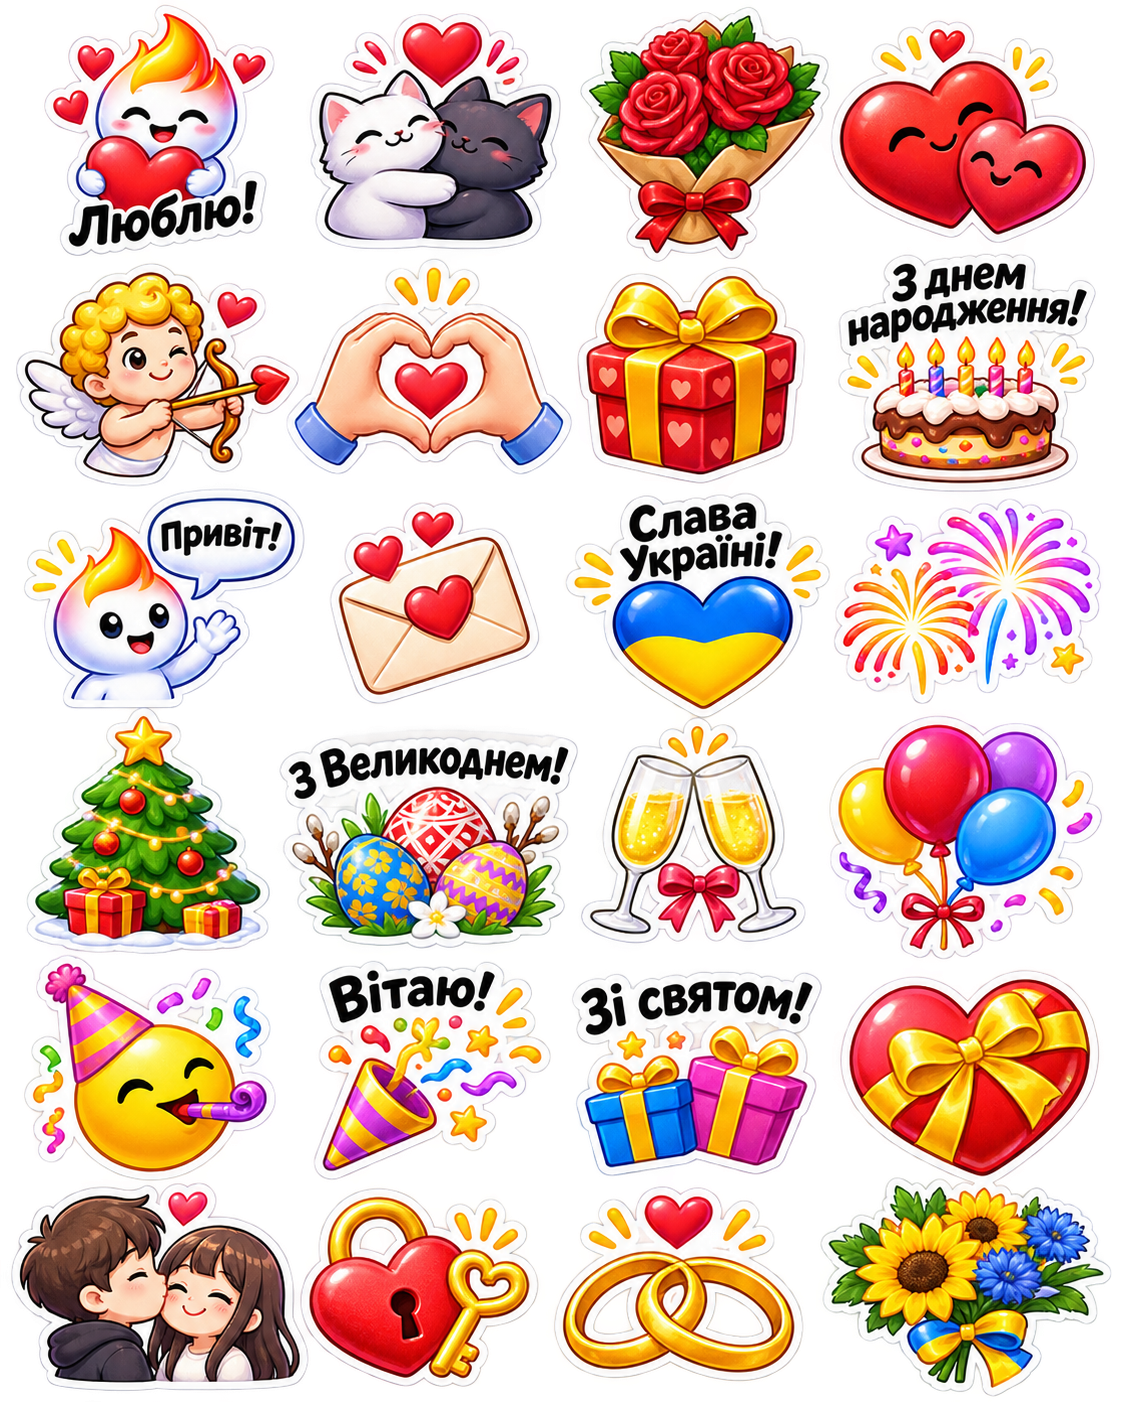 Люблю!
З днем
народження!
Привіт!
Слава
Україні!
З Великоднем!
Вітаю!
Зі святом!